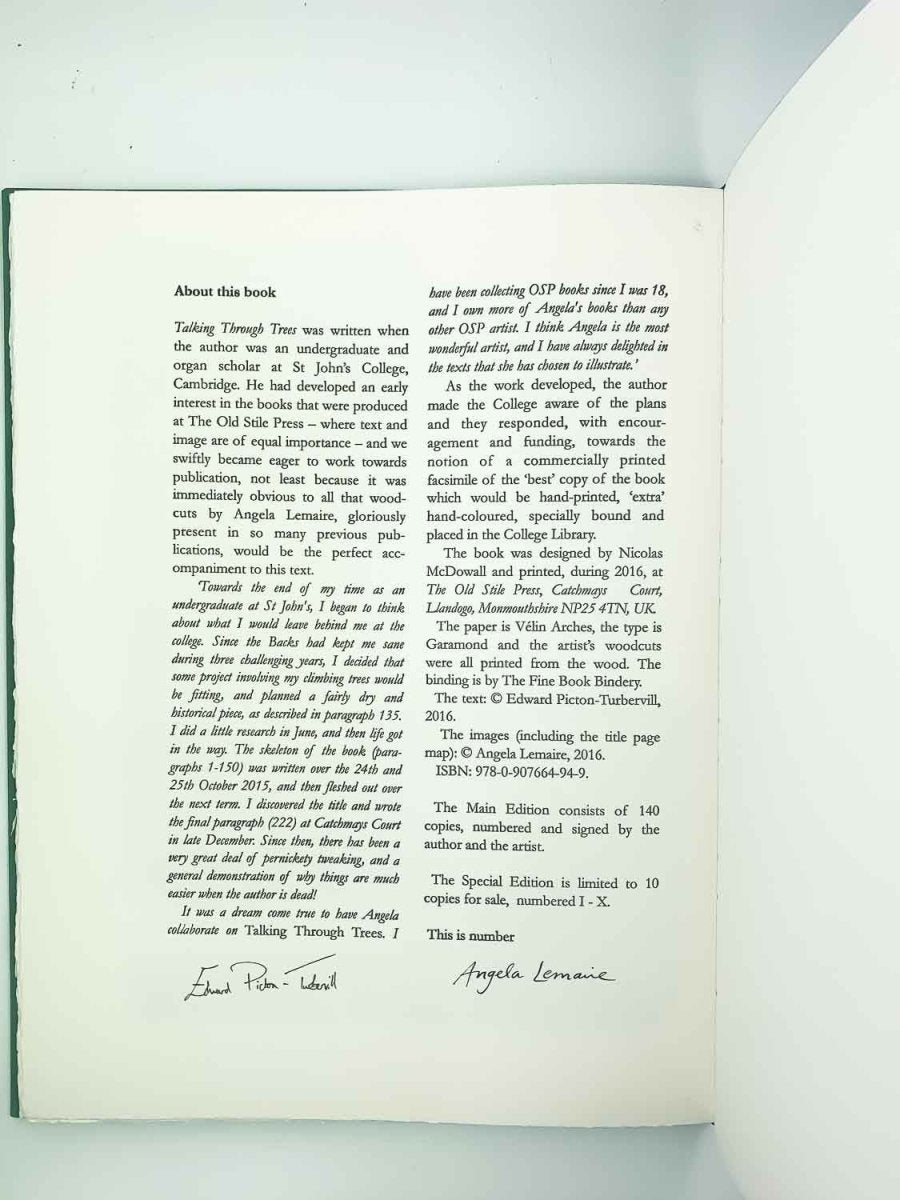 About this book
Talking Through Trees was written when
the author was an undergraduate and
organ scholar at St John's College,
Cambridge. He had developed an early
interest in the books that were produced
at The Old Stile Press – where text and
image are of equal importance – and we
swiftly became eager to work towards
publication, not least because it was
immediately obvious to all that wood-
cuts by Angela Lemaire, gloriously
present in so many previous pub-
lications, would be the perfect acc-
ompaniment to this text.
'Towards the end of my time as an
undergraduate at St John's, I began to think
about what I would leave behind me at the
college. Since the Backs had kept me sane
during three challenging years, I decided that
some project involving my climbing trees would
be fitting, and planned a fairly dry and
historical piece, as described in paragraph 135.
I did a little research in June, and then life got
in the way. The skeleton of the book (para-
graphs 1-150) was written over the 24th and
25th October 2015, and then fleshed out over
the next term. I discovered the title and wrote
the final paragraph (222) at Catchmays Court
in late December. Since then, there has been a
very great deal of pernickety tweaking, and a
general demonstration of why things are much
easier when the author is dead!
It was a dream come true to have Angela
collaborate on Talking Through Trees. I
have been collecting OSP books since I was 18,
and I own more of Angela's books than any
other OSP artist. I think Angela is the most
wonderful artist, and I have always delighted in
the texts that she has chosen to illustrate.'
As the work developed, the author
made the College aware of the plans
and they responded, with encour-
agement and funding, towards the
notion of a commercially printed
facsimile of the 'best' copy of the book
which would be hand-printed, 'extra'
hand-coloured, specially bound and
placed in the College Library.
The book was designed by Nicolas
McDowall and printed, during 2016, at
The Old Stile Press, Catchmays Court,
Llandogo, Monmouthshire NP25 4TN, UK.
The paper is Vélin Arches, the type is
Garamond and the artist's woodcuts
were all printed from the wood. The
binding is by The Fine Book Bindery.
The text: © Edward Picton-Turbervill,
2016.
The images (including the title page
map): © Angela Lemaire, 2016.
ISBN: 978-0-907664-94-9.
The Main Edition consists of 140
copies, numbered and signed by the
author and the artist.
The Special Edition is limited to 10
copies for sale, numbered I - X.
This is number
Edward Picton-Turbervill
Angela Lemaire